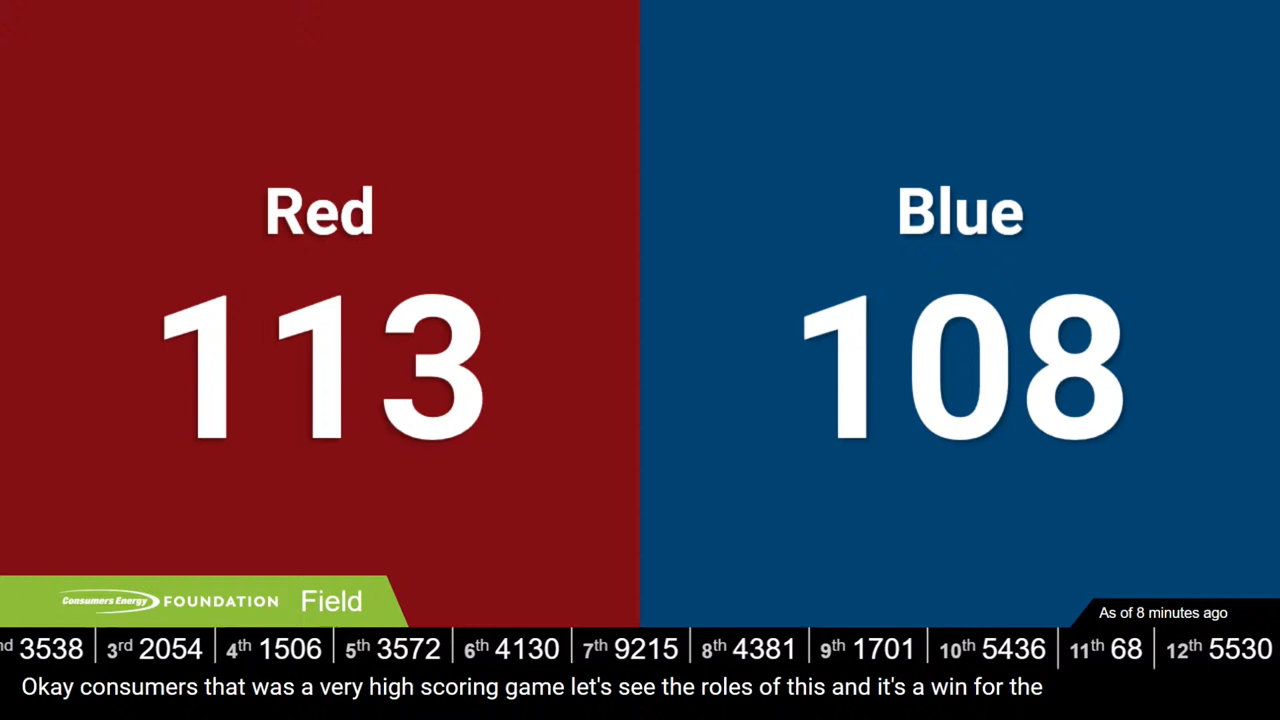 Red
Blue
113
108
Consumers Energy FOUNDATION Field
As of 8 minutes ago
nd 3538 3rd 2054 4th 1506 5th 3572 6th 4130 7th 9215 8th 4381 9th 1701 10th 5436 11th 68 12th 5530
Okay consumers that was a very high scoring game let's see the roles of this and it's a win for the